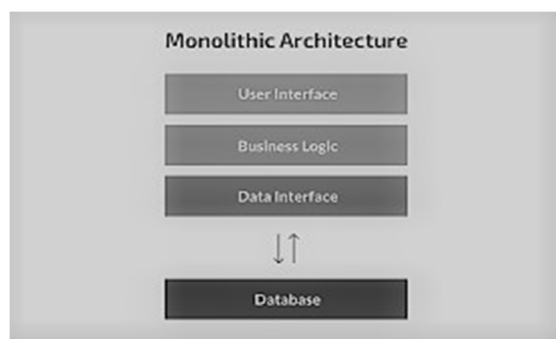 Monolithic Architecture
User Interface
Business Logic
Data Interface
Database